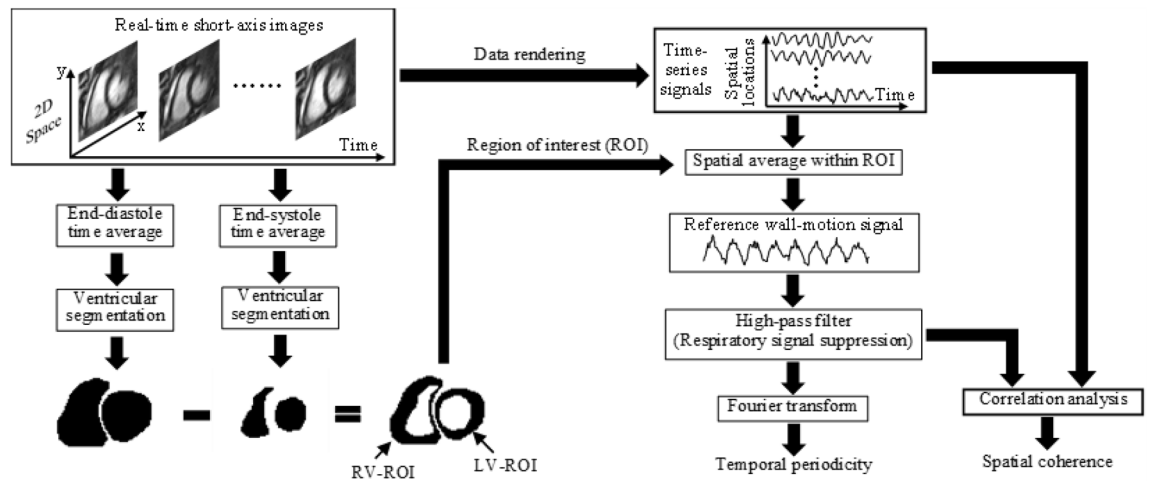 Real-time short-axis images
y
x
2D
Space
Time
Data rendering
Time-
series
signals
Spatial
locations
Time
Region of interest (ROI)
Spatial average within ROI
End-diastole
time average
End-systole
time average
Reference wall-motion signal
Ventricular
segmentation
Ventricular
segmentation
High-pass filter
(Respiratory signal suppression)
Fourier transform
Correlation analysis
RV-ROI
LV-ROI
Temporal periodicity
Spatial coherence